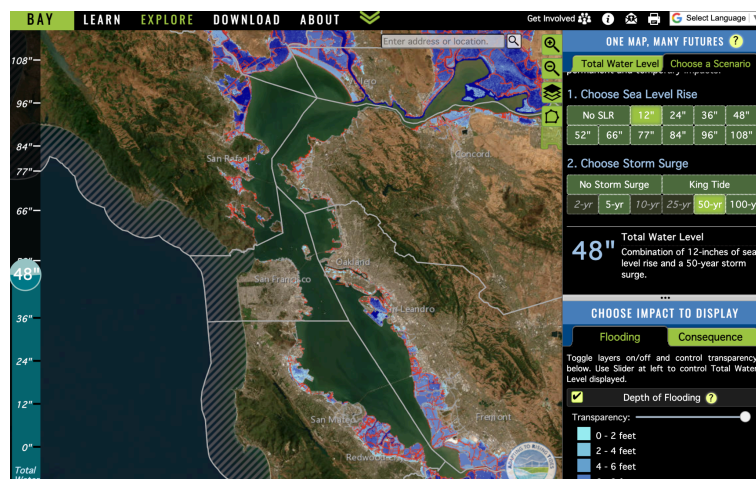 BAY LEARN EXPLORE DOWNLOAD ABOUT Get Involved Select Language
Enter address or location.
108"
96"
84"
77"
66"
48"
36"
24"
12"
0"
Total
San Rafael
Concord
Oakland
San Francisco
San Mateo
Fremont
ONE MAP, MANY FUTURES ?
Total Water Level Choose a Scenario
1. Choose Sea Level Rise
No SLR 12" 24" 36" 48"
52" 66" 77" 84" 96" 108"
2. Choose Storm Surge
No Storm Surge King Tide
2-yr 5-yr 10-yr 25-yr 50-yr 100-y
48" Total Water Level
Combination of 12-inches of sea
level rise and a 50-year storm
surge.
CHOOSE IMPACT TO DISPLAY
Flooding Consequence
Toggle layers on/off and control transparency
below. Use Slider at left to control Total Water
Level displayed.
Depth of Flooding ?
Transparency:
0 - 2 feet
2 - 4 feet
4 - 6 feet